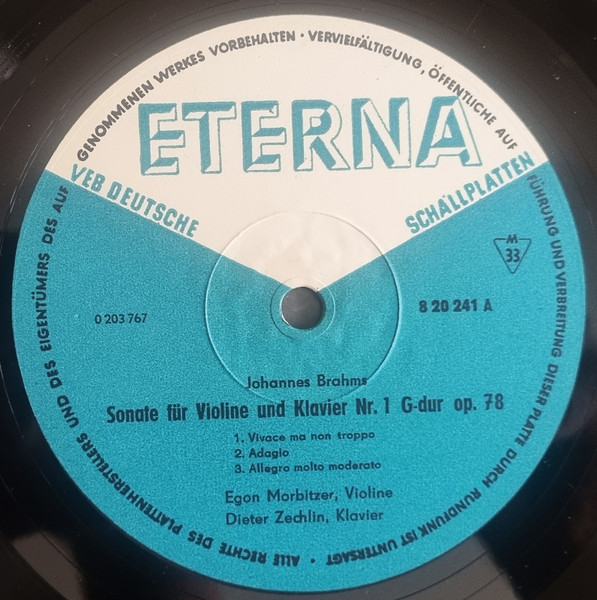 ALLE RECHTE DES PLATTENHERSTELLERS UND DES EIGENTÜMERS DES AUFGENOMMENEN WERKES VORBEHALTEN · VERVIELFÄLTIGUNG, ÖFFENTLICHE AUFFÜHRUNG UND VERBREITUNG DIESER PLATTE DURCH RUNDFUNK IST UNTERSAGT ·
ETERNA
VEB DEUTSCHE SCHALLPLATTEN
M
33
0 203 767
8 20 241 A
Johannes Brahms
Sonate für Violine und Klavier Nr. 1 G-dur op. 78
1. Vivace ma non troppo
2. Adagio
3. Allegro molto moderato
Egon Morbitzer, Violine
Dieter Zechlin, Klavier